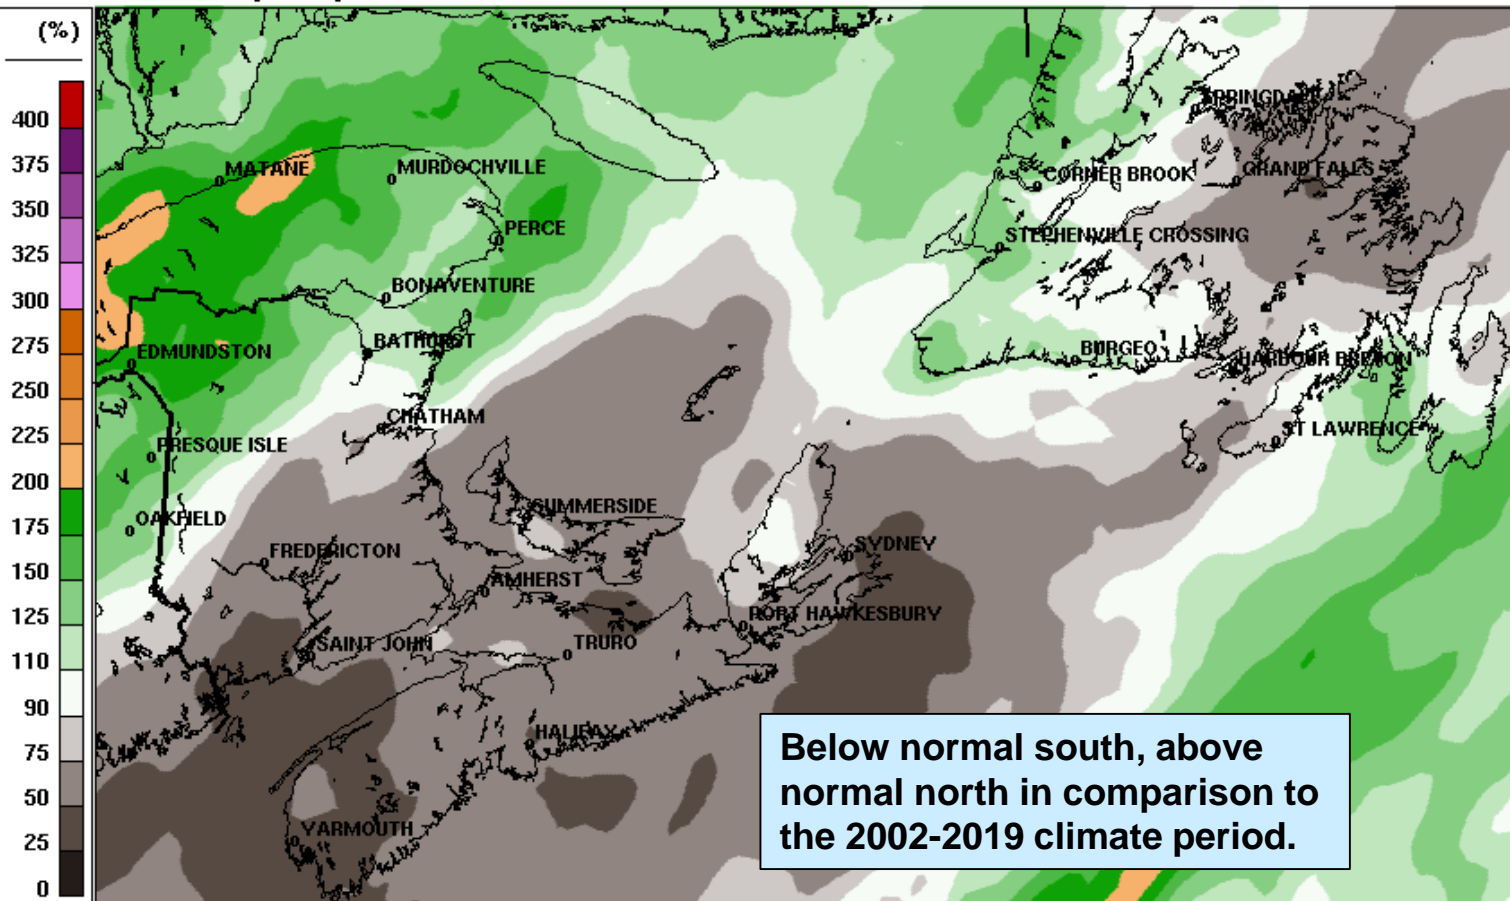 (%)
400
375
350
325
300
275
250
225
200
175
150
125
110
90
75
50
25
0
SPRINGDALE
MATANE
MURDOCHVILLE
CORNER BROOK
GRAND FALLS
PERCE
STEPHENVILLE CROSSING
BONAVENTURE
BATHURST
EDMUNDSTON
BURGEO
HARBOUR BRETON
CHATHAM
PRESQUE ISLE
ST LAWRENCE
SUMMERSIDE
OAKFIELD
FREDERICTON
SYDNEY
AMHERST
PORT HAWKESBURY
SAINT JOHN
TRURO
HALIFAX
YARMOUTH
Below normal south, above
normal north in comparison to
the 2002-2019 climate period.